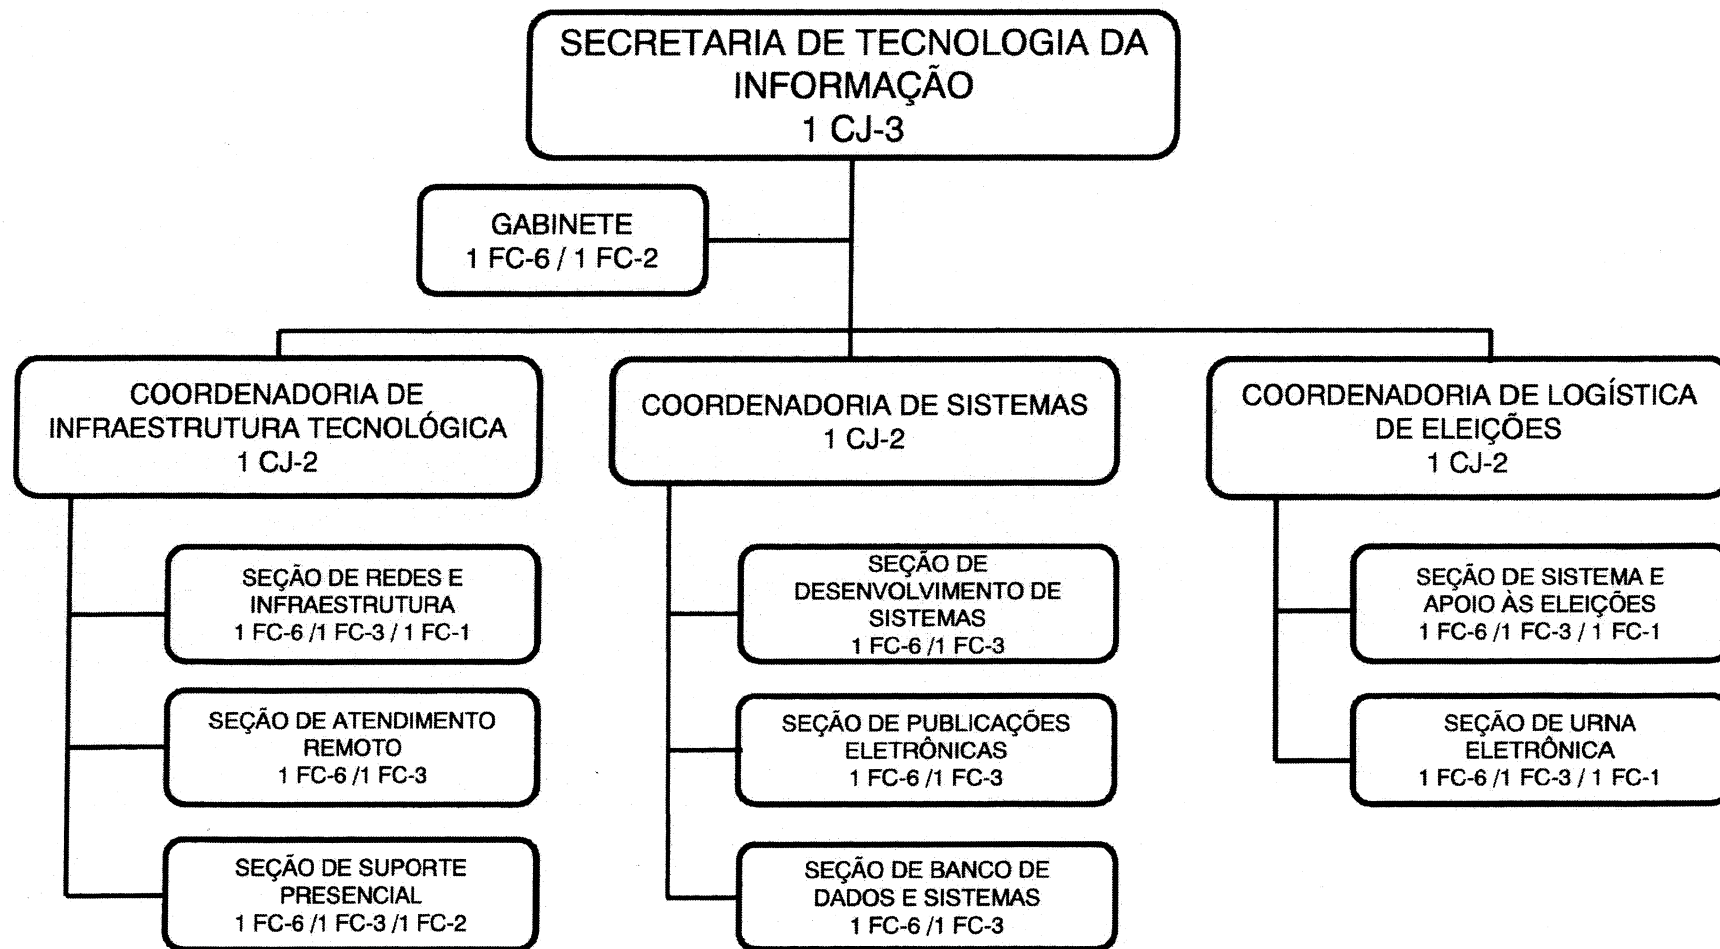 SECRETARIA DE TECNOLOGIA DA
INFORMAÇÃO
1 CJ-3
GABINETE
1 FC-6 / 1 FC-2
COORDENADORIA DE
INFRAESTRUTURA TECNOLÓGICA
1 CJ-2
SEÇÃO DE REDES E
INFRAESTRUTURA
1 FC-6 /1 FC-3 / 1 FC-1
SEÇÃO DE ATENDIMENTO
REMOTO
1 FC-6 /1 FC-3
SEÇÃO DE SUPORTE
PRESENCIAL
1 FC-6 /1 FC-3 /1 FC-2
COORDENADORIA DE SISTEMAS
1 CJ-2
SEÇÃO DE
DESENVOLVIMENTO DE
SISTEMAS
1 FC-6 /1 FC-3
SEÇÃO DE PUBLICAÇÕES
ELETRÔNICAS
1 FC-6 /1 FC-3
SEÇÃO DE BANCO DE
DADOS E SISTEMAS
1 FC-6 /1 FC-3
COORDENADORIA DE LOGÍSTICA
DE ELEIÇÕES
1 CJ-2
SEÇÃO DE SISTEMA E
APOIO ÀS ELEIÇÕES
1 FC-6 /1 FC-3 / 1 FC-1
SEÇÃO DE URNA
ELETRÔNICA
1 FC-6 /1 FC-3 / 1 FC-1